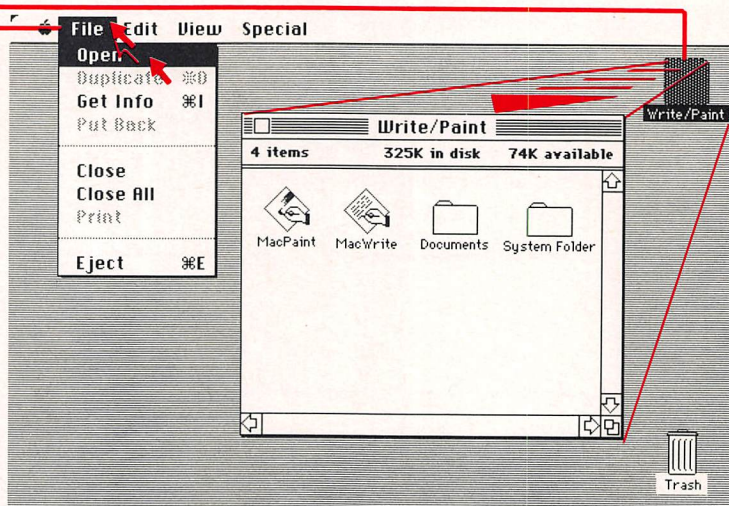 File Edit View Special
Open
Duplicate ⌘D
Get Info ⌘I
Put Back
Close
Close All
Print
Eject ⌘E
Write/Paint
Write/Paint
4 items 325K in disk 74K available
MacPaint MacWrite Documents System Folder
Trash